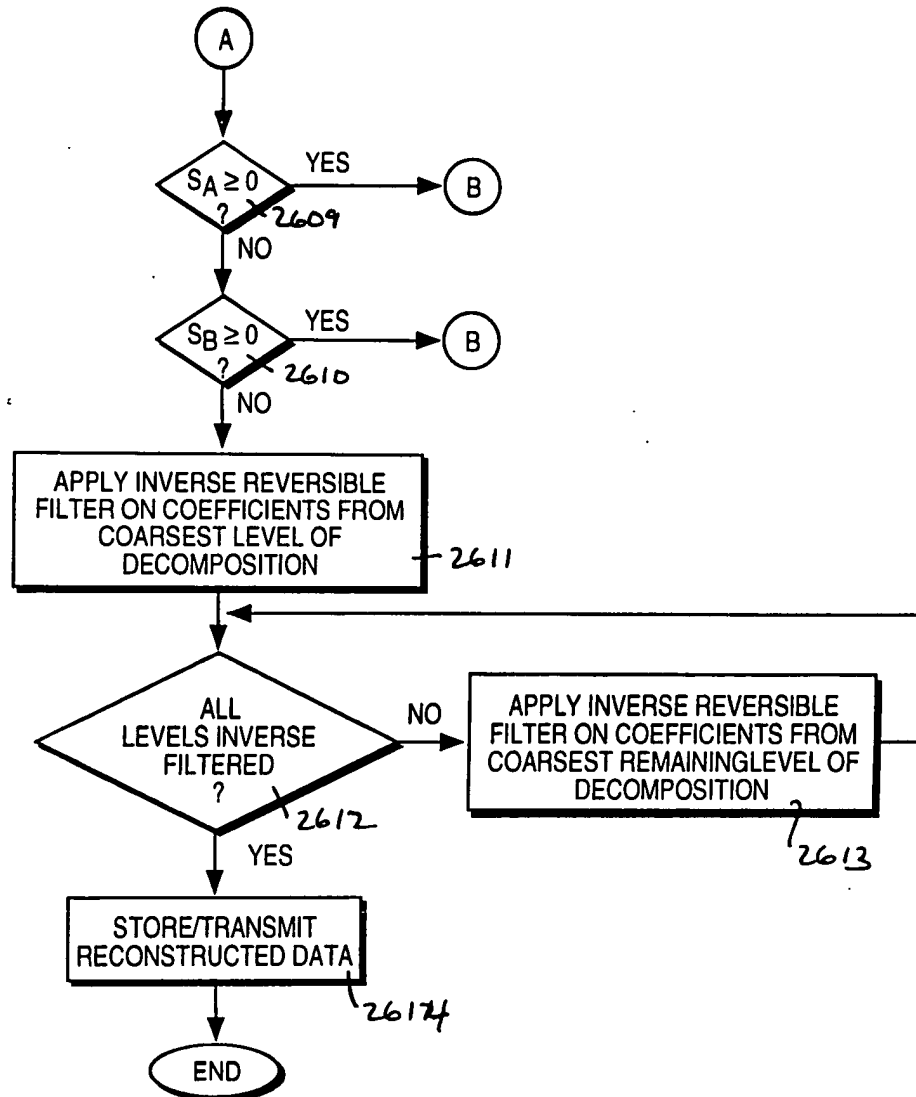 A
YES
S_A ≥ 0
?
2609
B
NO
YES
S_B ≥ 0
?
2610
B
NO
APPLY INVERSE REVERSIBLE
FILTER ON COEFFICIENTS FROM
COARSEST LEVEL OF
DECOMPOSITION
2611
ALL
LEVELS INVERSE
FILTERED
?
2612
NO
APPLY INVERSE REVERSIBLE
FILTER ON COEFFICIENTS FROM
COARSEST REMAININGLEVEL OF
DECOMPOSITION
2613
YES
STORE/TRANSMIT
RECONSTRUCTED DATA
END